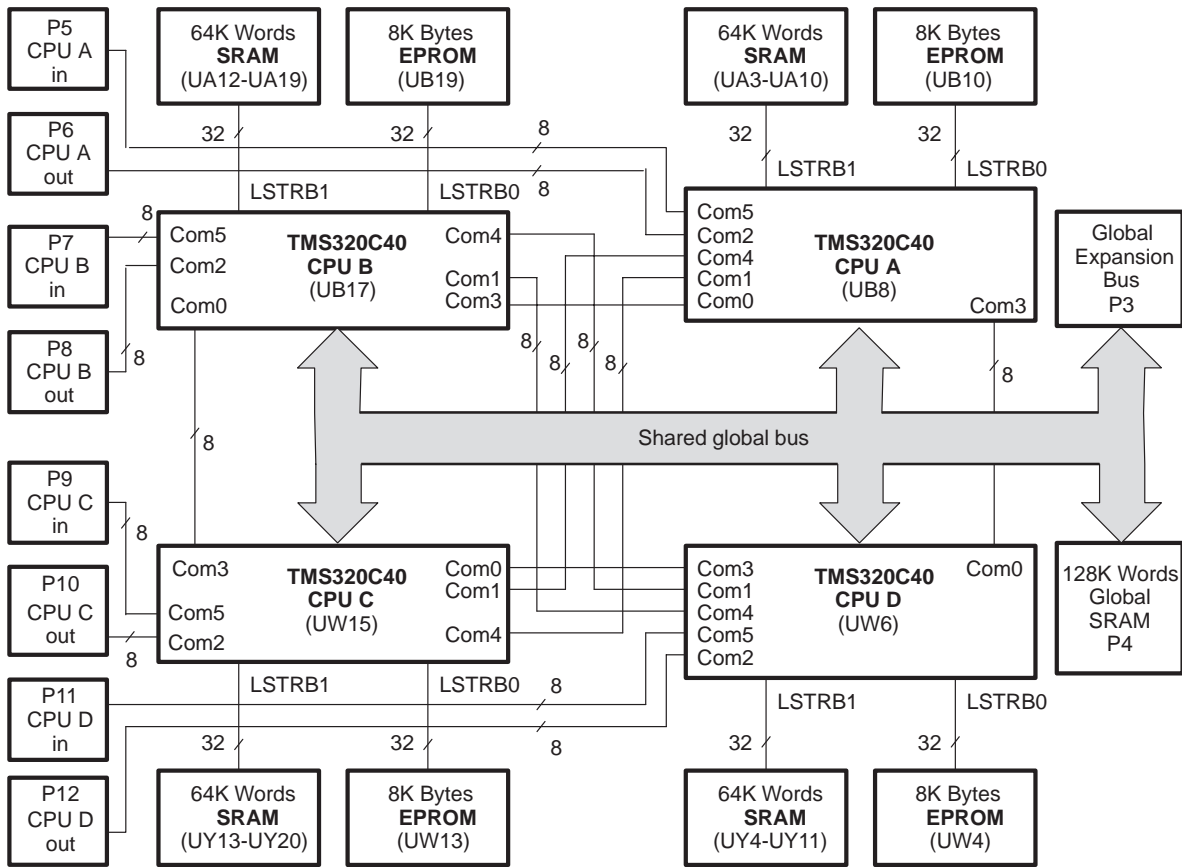 P5
CPU A
in
64K Words
SRAM
(UA12-UA19)
8K Bytes
EPROM
(UB19)
64K Words
SRAM
(UA3-UA10)
8K Bytes
EPROM
(UB10)
P6
CPU A
out
32
32
8
8
32
32
LSTRB1
LSTRB0
LSTRB1
LSTRB0
P7
CPU B
in
8
Com5
Com2
Com0
TMS320C40
CPU B
(UB17)
Com4
Com1
Com3
Com5
Com2
Com4
Com1
Com0
TMS320C40
CPU A
(UB8)
Com3
Global
Expansion
Bus
P3
P8
CPU B
out
8
8
8
8
8
8
8
Shared global bus
P9
CPU C
in
8
P10
CPU C
out
8
Com3
Com5
Com2
TMS320C40
CPU C
(UW15)
Com0
Com1
Com4
Com3
Com1
Com4
Com5
Com2
TMS320C40
CPU D
(UW6)
Com0
128K Words
Global
SRAM
P4
P11
CPU D
in
LSTRB1
LSTRB0
8
8
LSTRB1
LSTRB0
32
32
32
32
P12
CPU D
out
64K Words
SRAM
(UY13-UY20)
8K Bytes
EPROM
(UW13)
64K Words
SRAM
(UY4-UY11)
8K Bytes
EPROM
(UW4)